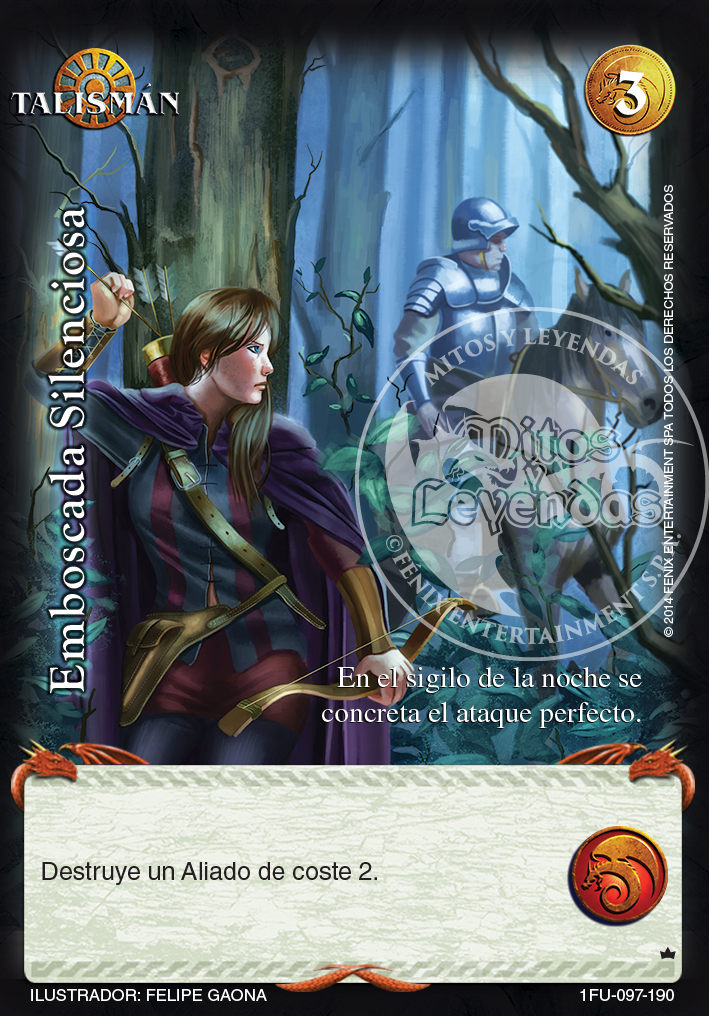 TALISMÁN
3
Emboscada Silenciosa
MITOS Y LEYENDAS
Mitos
y
Leyendas
© FENIX ENTERTAINMENT S.P.A.
© 2014 FENIX ENTERTAINMENT SPA TODOS LOS DERECHOS RESERVADOS
En el sigilo de la noche se
concreta el ataque perfecto.
Destruye un Aliado de coste 2.
ILUSTRADOR: FELIPE GAONA
1FU-097-190